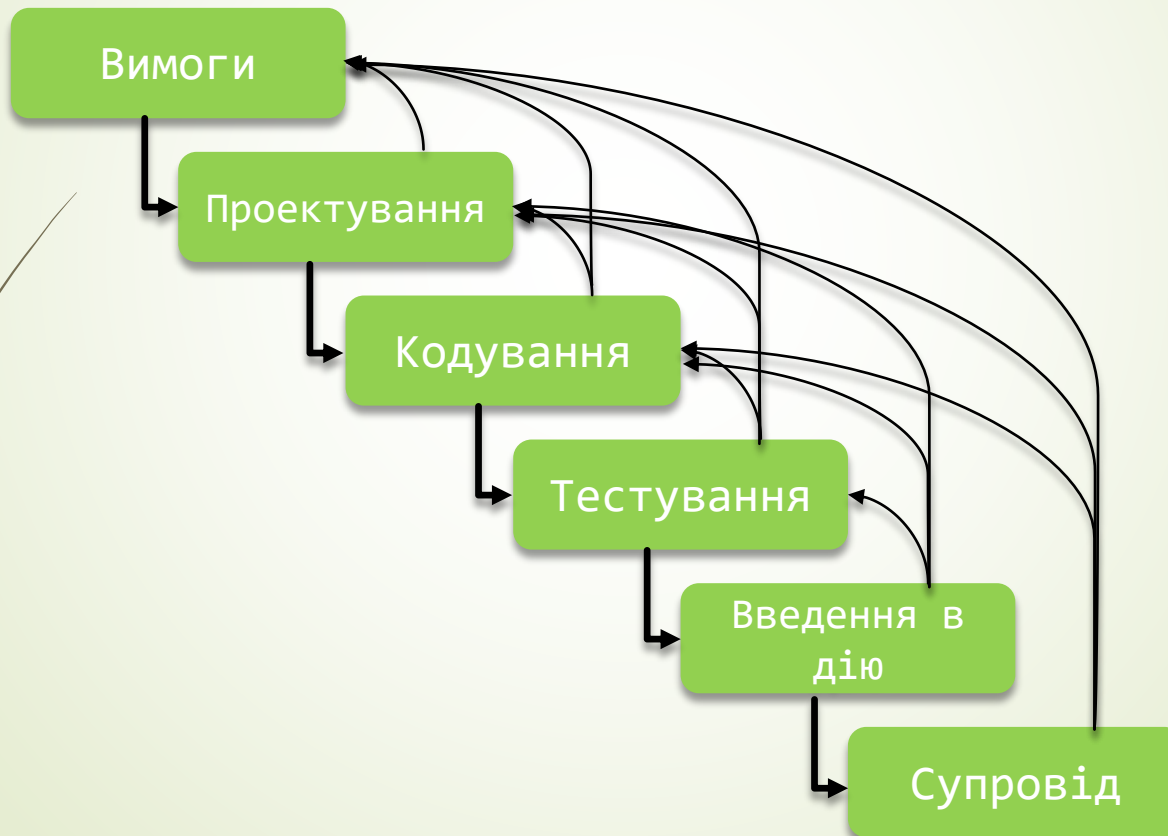 Вимоги
Проектування
Кодування
Тестування
Введення в
дію
Супровід